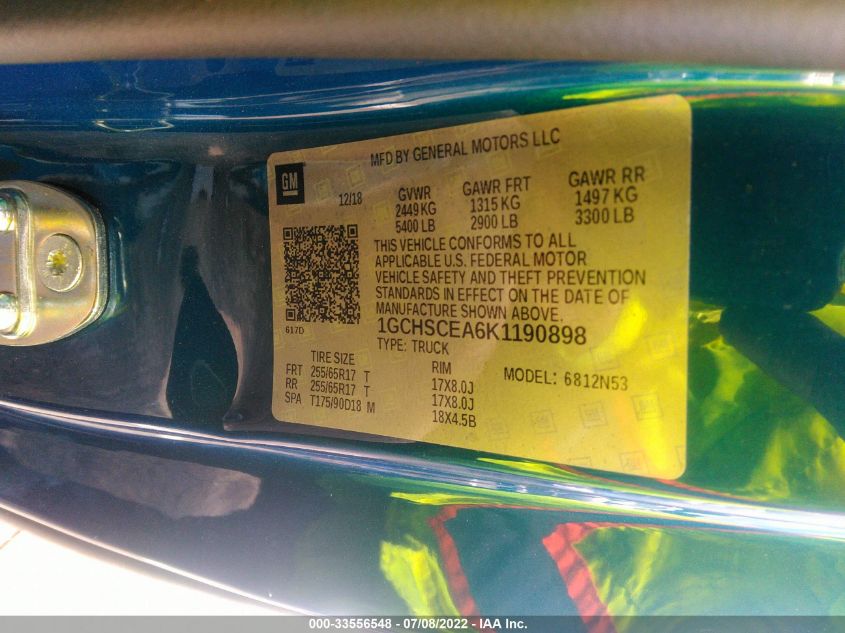 GM
MFD BY GENERAL MOTORS LLC
12/18
GVWR GAWR FRT GAWR RR
2449 KG 1315 KG 1497 KG
5400 LB 2900 LB 3300 LB
THIS VEHICLE CONFORMS TO ALL
APPLICABLE U.S. FEDERAL MOTOR
VEHICLE SAFETY AND THEFT PREVENTION
STANDARDS IN EFFECT ON THE DATE OF
MANUFACTURE SHOWN ABOVE.
617D
1GCHSCEA6K1190898
TYPE: TRUCK
TIRE SIZE RIM MODEL: 6812N53
FRT 255/65R17 T 17X8.0J
RR 255/65R17 T 17X8.0J
SPA T175/90D18 M 18X4.5B
000-33556548 - 07/08/2022 - IAA Inc.